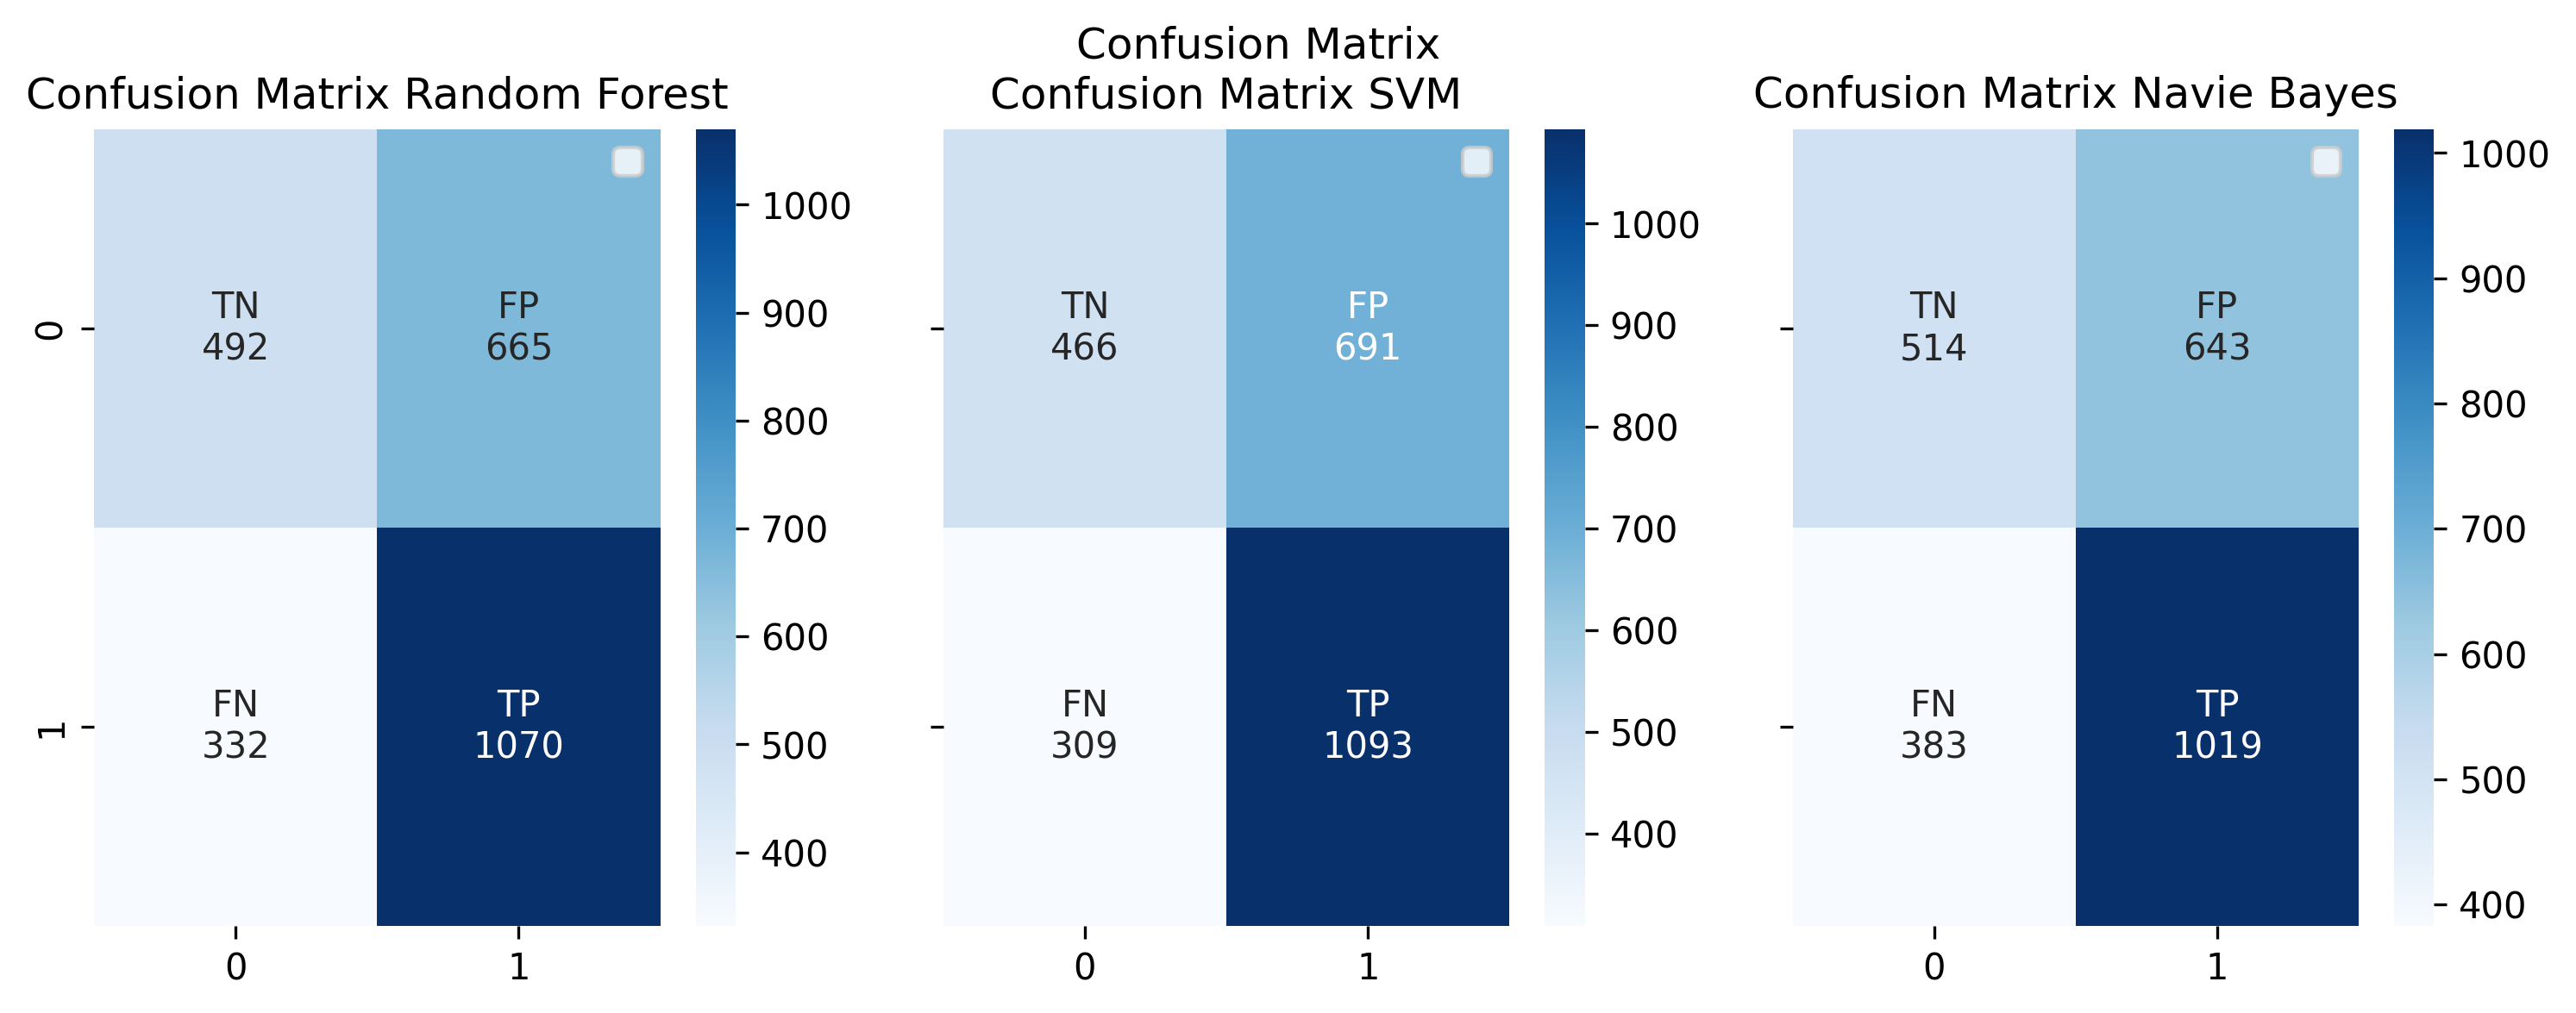 Confusion Matrix
Confusion Matrix Random Forest
Confusion Matrix SVM
Confusion Matrix Navie Bayes
TN
492
FP
665
FN
332
TP
1070
0
1
0
1
1000
900
800
700
600
500
400
TN
466
FP
691
FN
309
TP
1093
0
1
1000
900
800
700
600
500
400
TN
514
FP
643
FN
383
TP
1019
0
1
1000
900
800
700
600
500
400